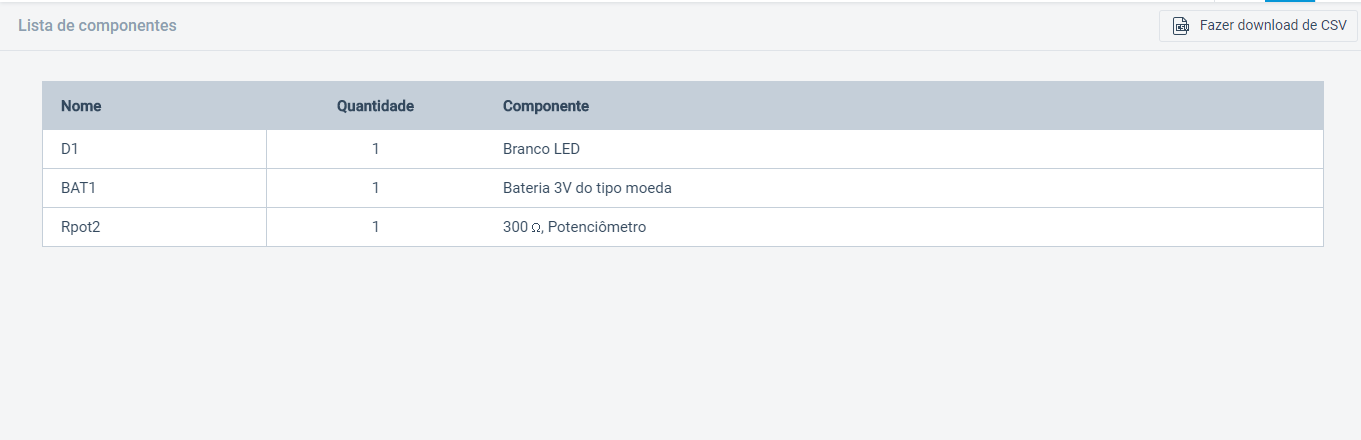 Lista de componentes
Fazer download de CSV
Nome Quantidade Componente
D1 1 Branco LED
BAT1 1 Bateria 3V do tipo moeda
Rpot2 1 300 Ω, Potenciômetro